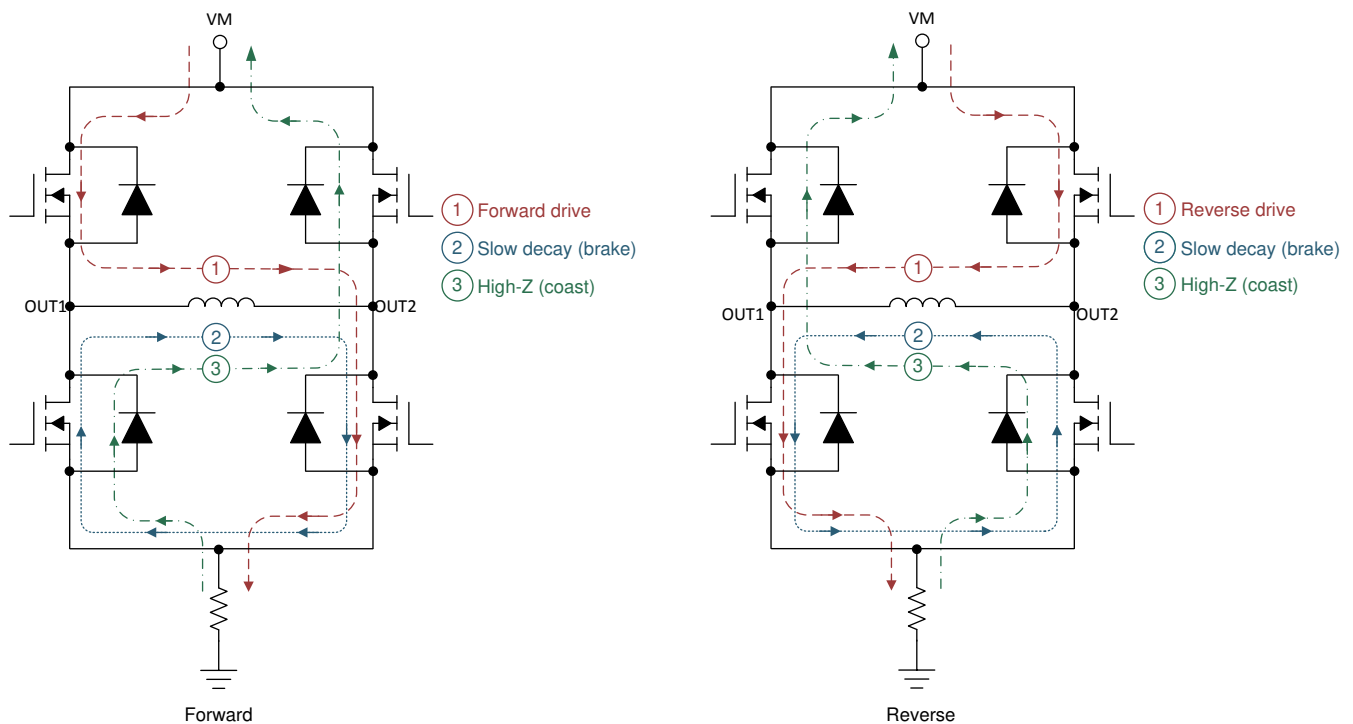 VM
1 Forward drive
2 Slow decay (brake)
3 High-Z (coast)
1
OUT1
OUT2
2
3
Forward
VM
1 Reverse drive
2 Slow decay (brake)
3 High-Z (coast)
1
OUT1
OUT2
2
3
Reverse